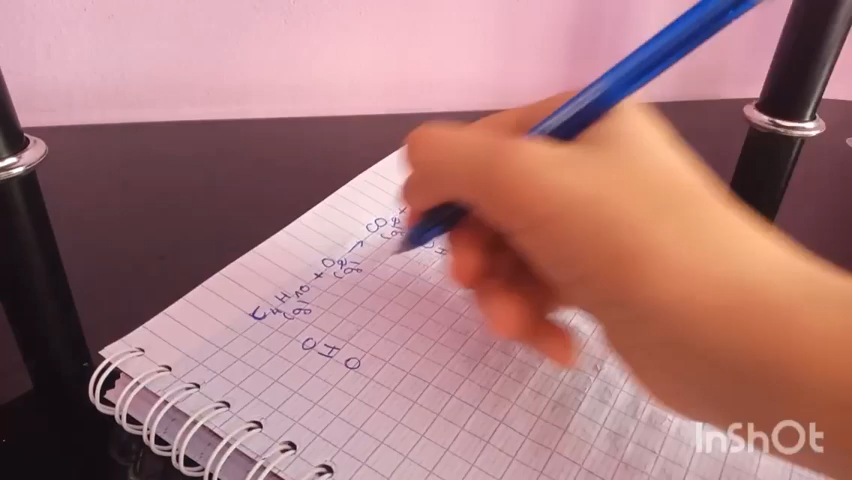 C4H10 (g) + O2 (g) → CO2 (g) +
C H O
InShOt